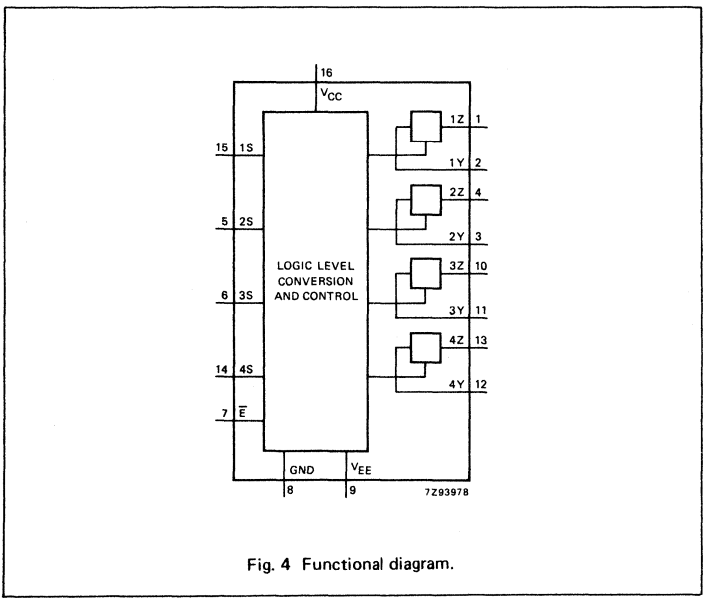 16
VCC
1Z 1
15 1S
1Y 2
2Z 4
5 2S
2Y 3
LOGIC LEVEL
CONVERSION
AND CONTROL
3Z 10
6 3S
3Y 11
4Z 13
14 4S
4Y 12
7 E̅
GND
VEE
8
9
7Z93978
Fig. 4 Functional diagram.